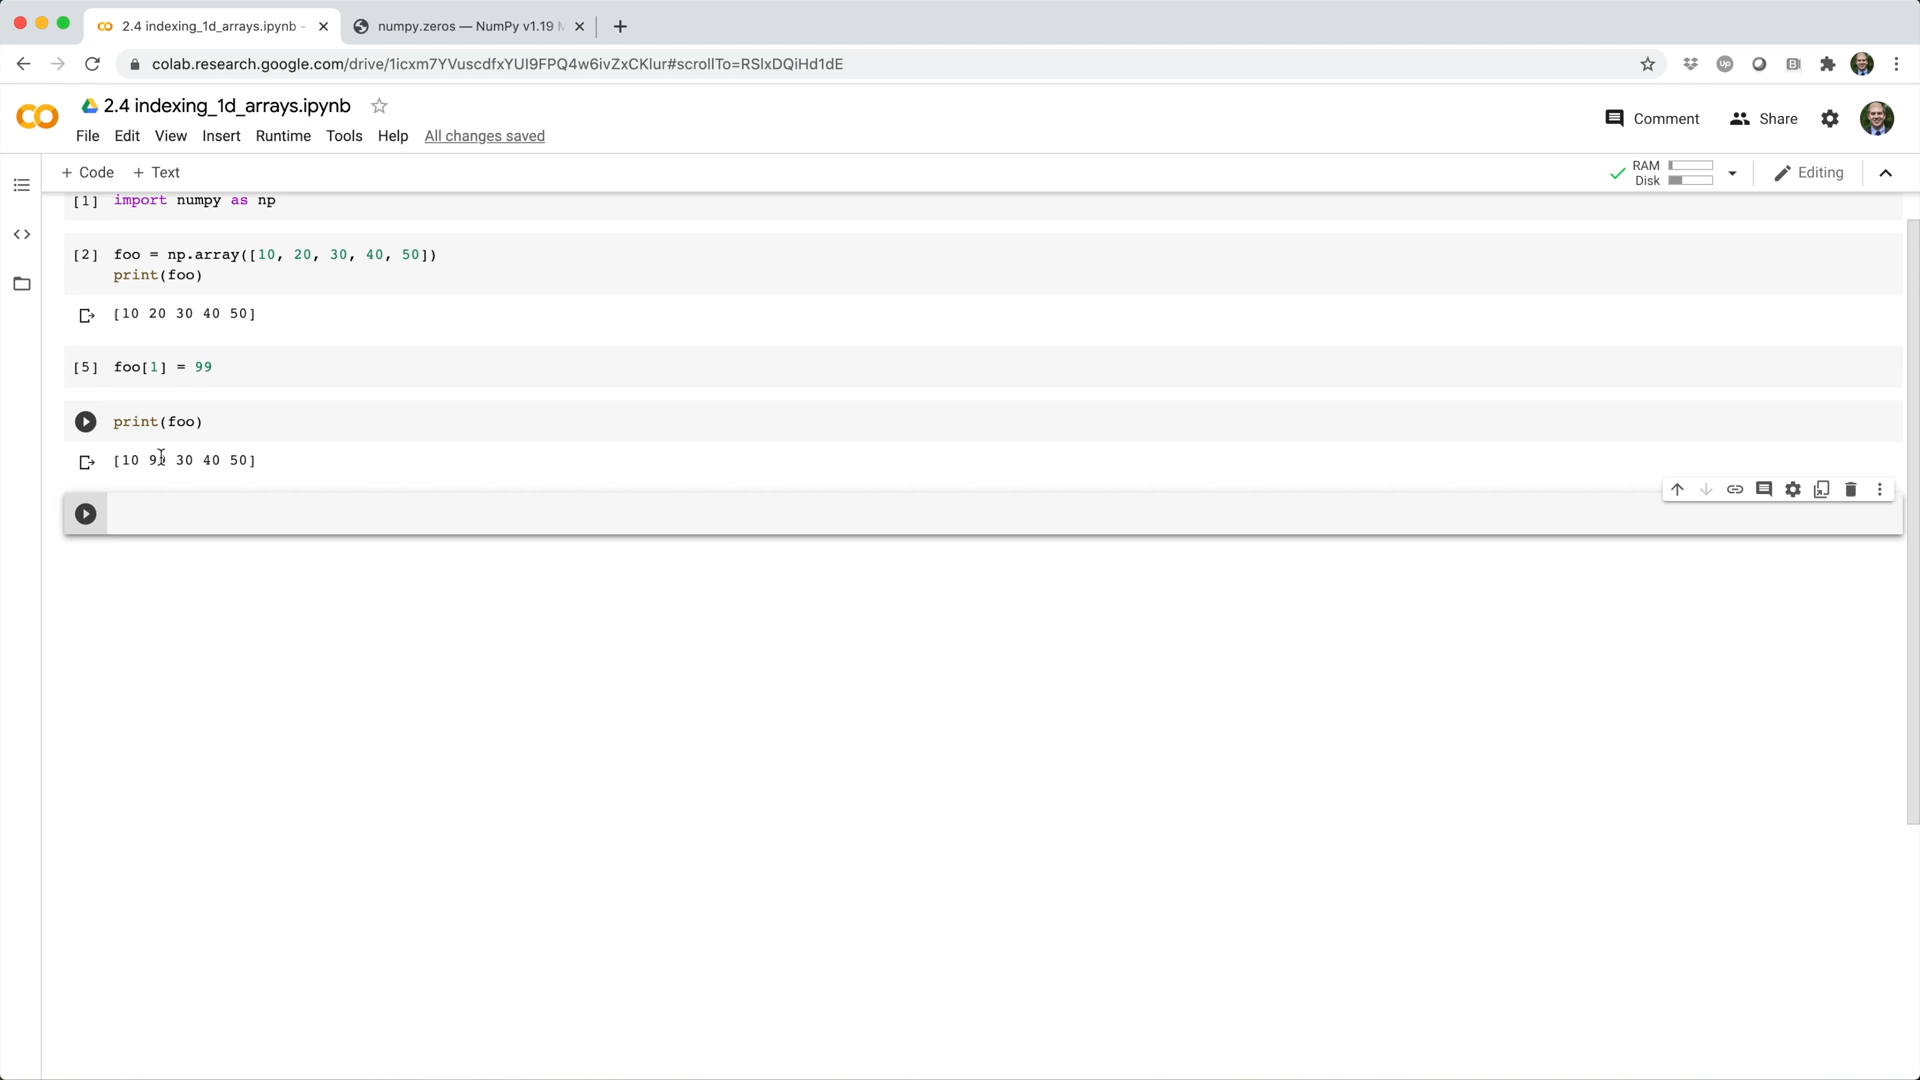 2.4 indexing_1d_arrays.ipynb -
numpy.zeros — NumPy v1.19
colab.research.google.com/drive/1icxm7YVuscdfxYUI9FPQ4w6ivZxCKlur#scrollTo=RSlxDQiHd1dE
2.4 indexing_1d_arrays.ipynb
Comment
Share
File Edit View Insert Runtime Tools Help All changes saved
+ Code + Text
RAM
Disk
Editing
[1] import numpy as np
[2] foo = np.array([10, 20, 30, 40, 50])
print(foo)
[10 20 30 40 50]
[5] foo[1] = 99
print(foo)
[10 30 40 50]